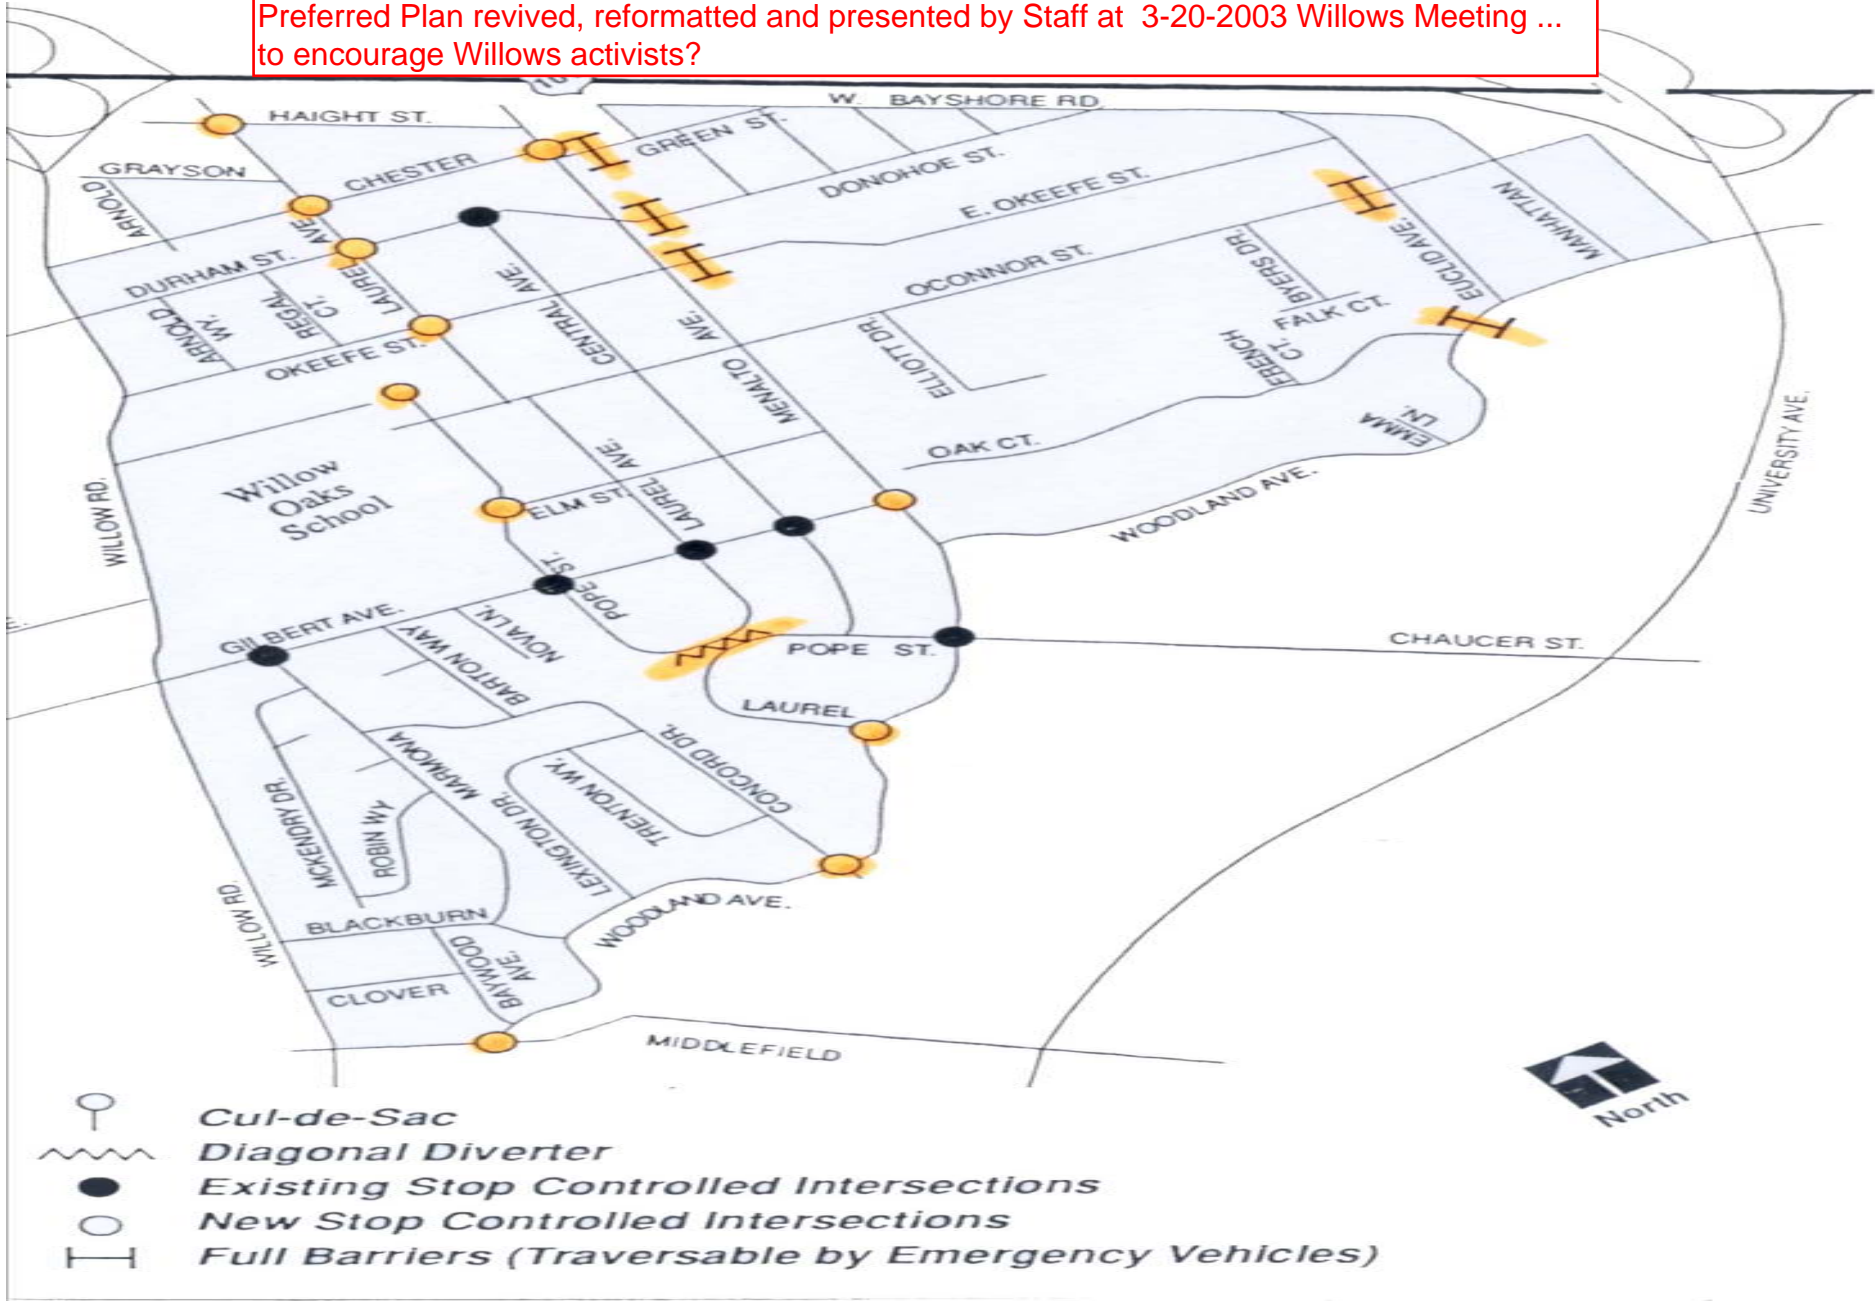 Preferred Plan revived, reformatted and presented by Staff at 3-20-2003 Willows Meeting ...
to encourage Willows activists?
W. BAYSHORE RD.
HAIGHT ST.
GREEN ST.
GRAYSON
CHESTER
DONOHOE ST.
ARNOLD
E. OKEEFE ST.
MANHATTAN
AVE.
LAUREL
DURHAM ST.
EUCLID AVE.
BYERS DR.
OCONNOR ST.
CENTRAL AVE.
ARNOLD WY.
REGAL CT.
FALK CT.
FRENCH CT.
ELLIOTT DR.
OKEEFE ST.
MENALTO AVE.
EMMA LN.
OAK CT.
UNIVERSITY AVE.
Willow
Oaks
School
WILLOW RD.
ELM ST.
LAUREL AVE.
WOODLAND AVE.
POPE ST.
GILBERT AVE.
E.
NOVA LN.
BARTON WAY
POPE ST.
CHAUCER ST.
LAUREL
MARMONA
CONCORD DR.
MCKENDRY DR.
ROBIN WY
LEXINGTON DR.
TRENTON WY.
WILLOW RD.
BLACKBURN
WOODLAND AVE.
BAYWOOD AVE.
CLOVER
MIDDLEFIELD
North
Cul-de-Sac
Diagonal Diverter
Existing Stop Controlled Intersections
New Stop Controlled Intersections
Full Barriers (Traversable by Emergency Vehicles)